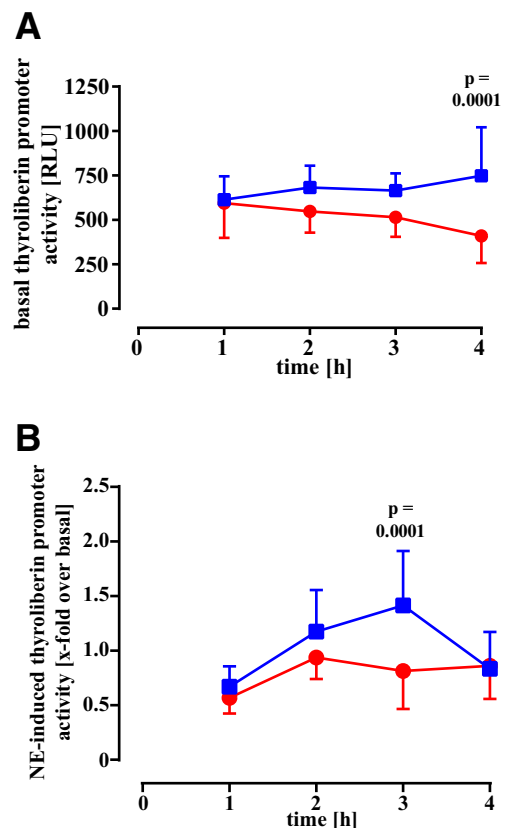 A
basal thyroliberin promoter
activity [RLU]
1250
1000
750
500
250
0
p =
0.0001
0 1 2 3 4
time [h]
B
NE-induced thyroliberin promoter
activity [x-fold over basal]
2.5
2.0
1.5
1.0
0.5
0
p =
0.0001
0 1 2 3 4
time [h]